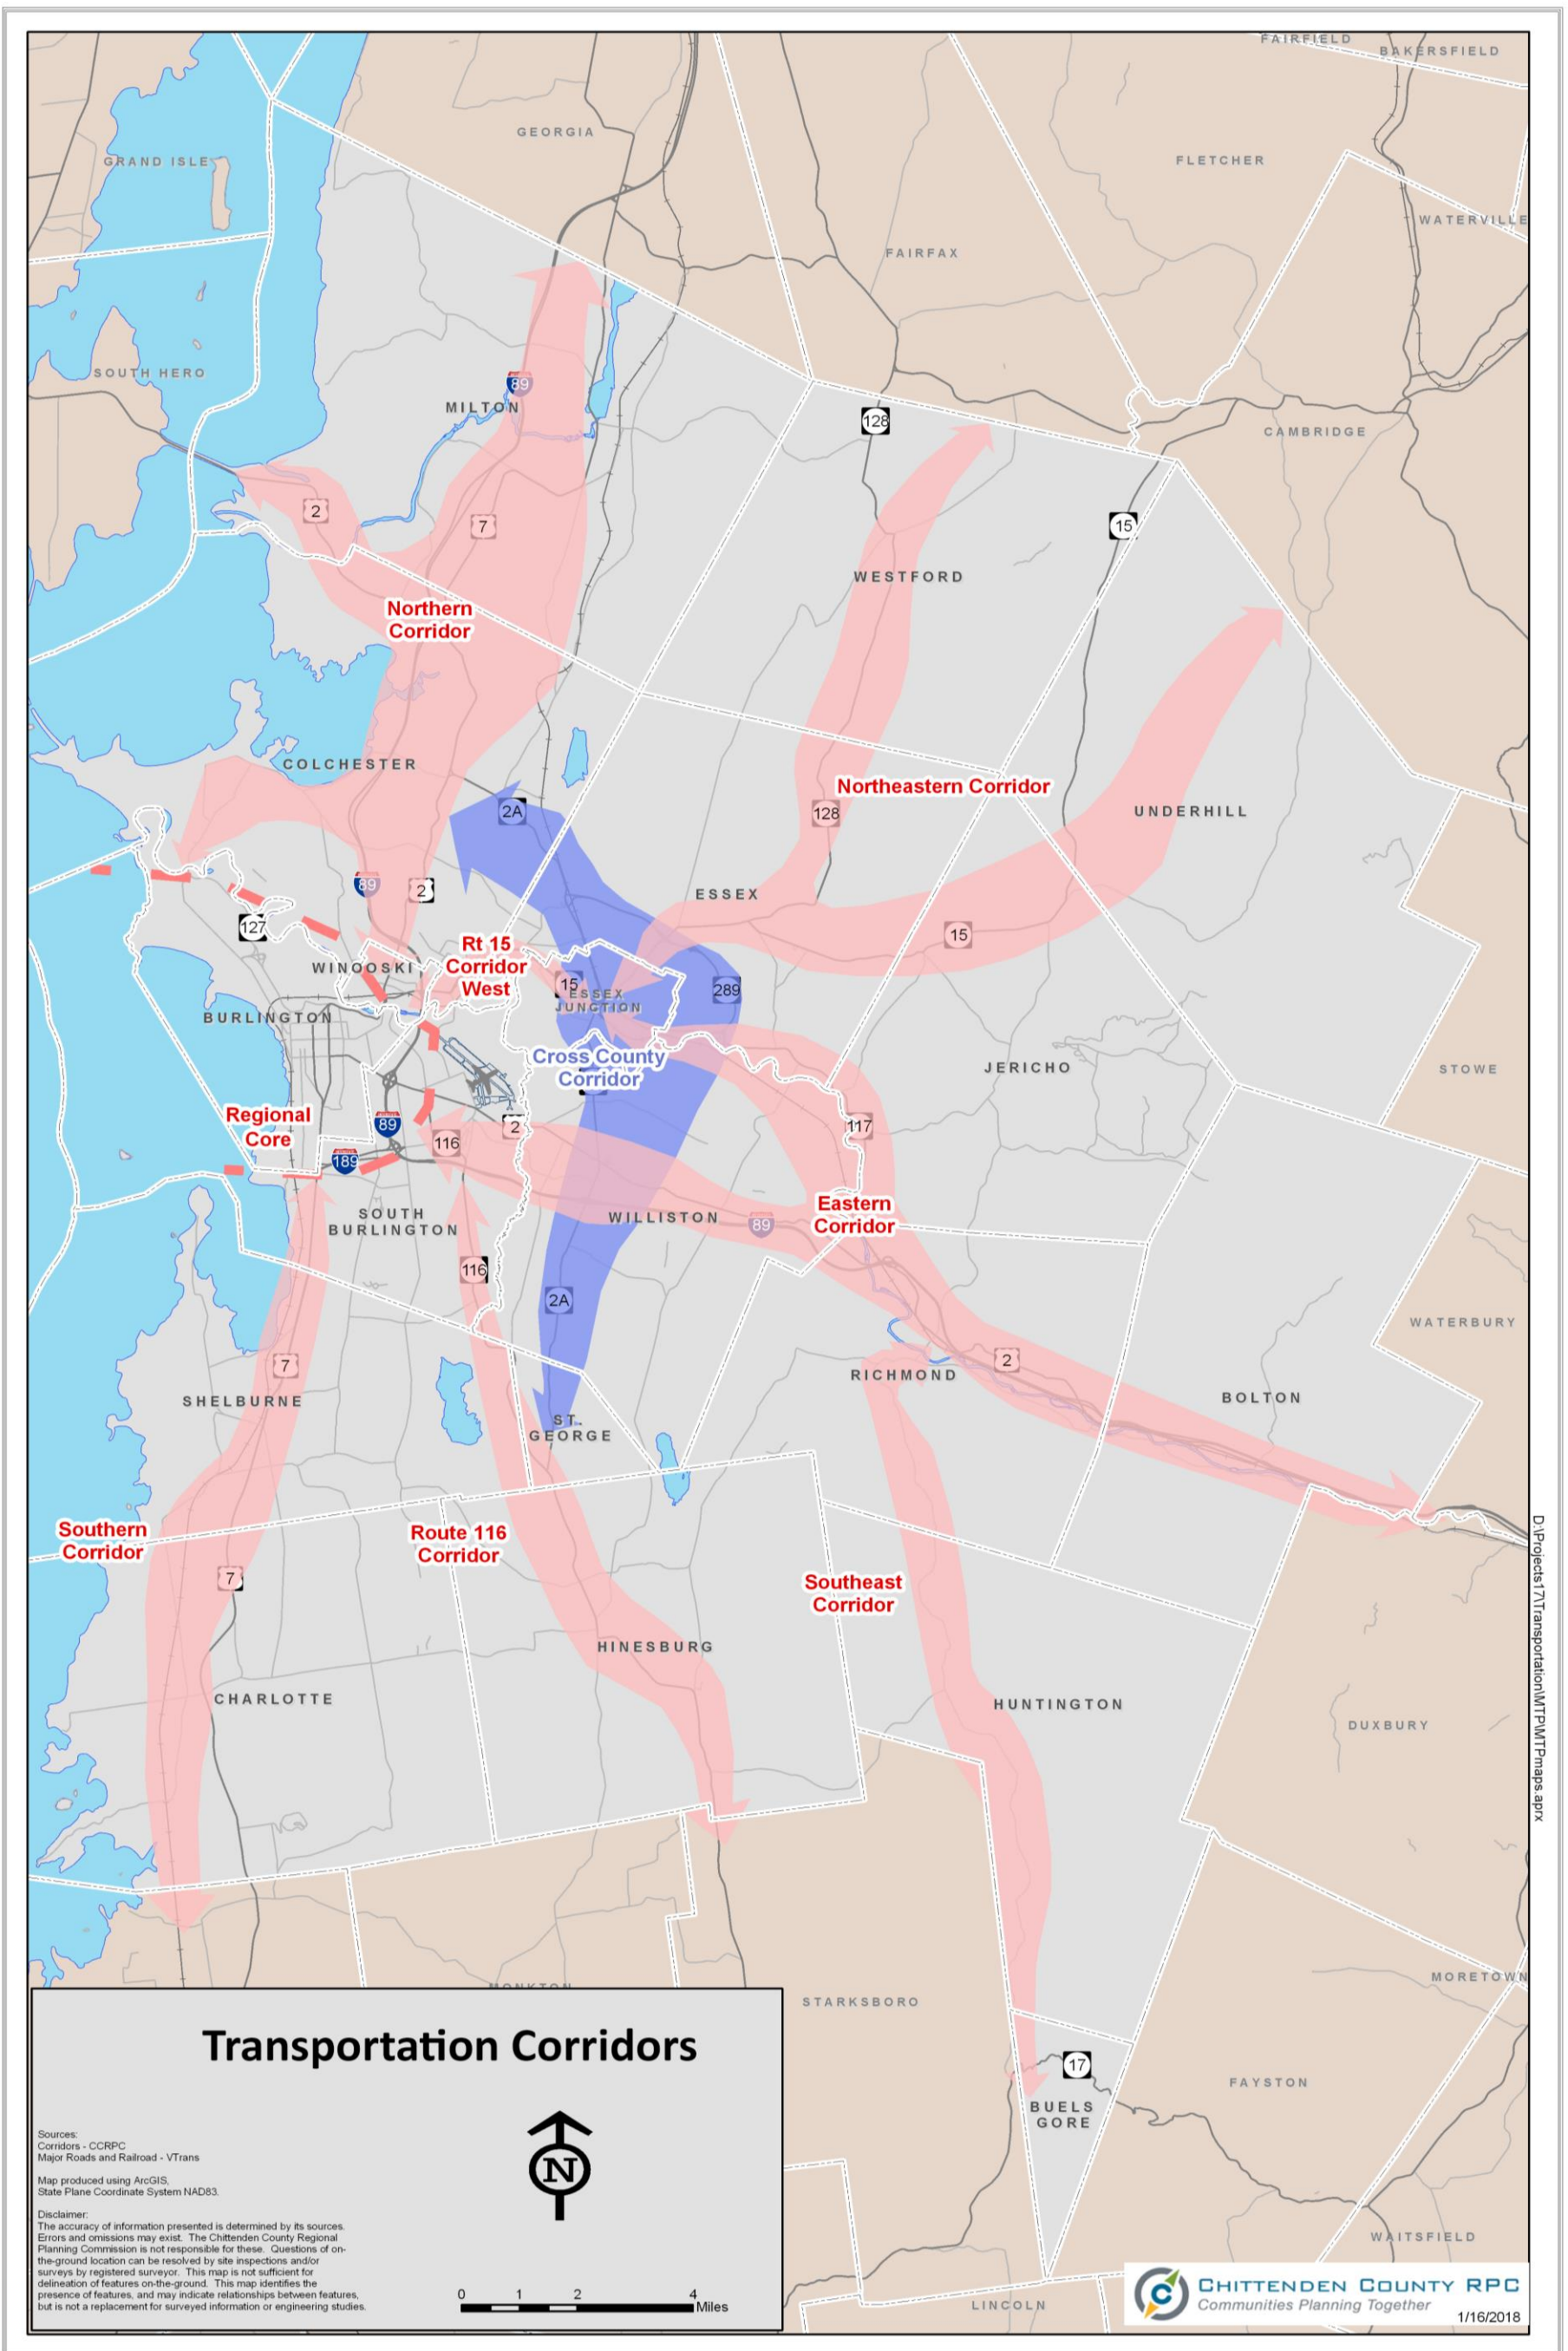 FAIRFIELD
BAKERSFIELD
GEORGIA
GRAND ISLE
FLETCHER
WATERVILLE
FAIRFAX
SOUTH HERO
89
MILTON
128
CAMBRIDGE
2
7
15
WESTFORD
Northern
Corridor
COLCHESTER
Northeastern Corridor
2A
128
UNDERHILL
89
2
ESSEX
127
15
Rt 15
Corridor
West
WINOOSKI
15
ESSEX
JUNCTION
289
BURLINGTON
Cross County
Corridor
JERICHO
STOWE
Regional
Core
89
116
2
117
189
SOUTH
BURLINGTON
WILLISTON
89
Eastern
Corridor
116
2A
WATERBURY
7
2
RICHMOND
SHELBURNE
BOLTON
ST.
GEORGE
Southern
Corridor
Route 116
Corridor
7
Southeast
Corridor
HINESBURG
CHARLOTTE
HUNTINGTON
DUXBURY
D:\Projects17\Transportation\MTP\MTPmaps.aprx
MONKTON
MORETOWN
STARKSBORO
17
BUELS
GORE
FAYSTON
WAITSFIELD
LINCOLN
Transportation Corridors
N
Sources:
Corridors - CCRPC
Major Roads and Railroad - VTrans
Map produced using ArcGIS,
State Plane Coordinate System NAD83.
Disclaimer:
The accuracy of information presented is determined by its sources.
Errors and omissions may exist. The Chittenden County Regional
Planning Commission is not responsible for these. Questions of on-
the-ground location can be resolved by site inspections and/or
surveys by registered surveyor. This map is not sufficient for
delineation of features on-the-ground. This map identifies the
presence of features, and may indicate relationships between features,
but is not a replacement for surveyed information or engineering studies.
0 1 2 4
Miles
C
CHITTENDEN COUNTY RPC
Communities Planning Together
1/16/2018